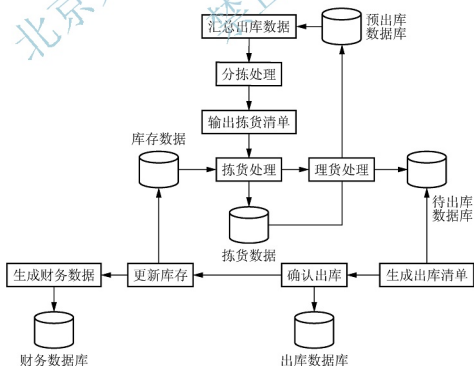 汇总出库数据
预出库
数据库
分拣处理
输出拣货清单
库存数据
拣货处理
理货处理
待出库
数据库
拣货数据
生成财务数据
更新库存
确认出库
生成出库清单
财务数据库
出库数据库
北京